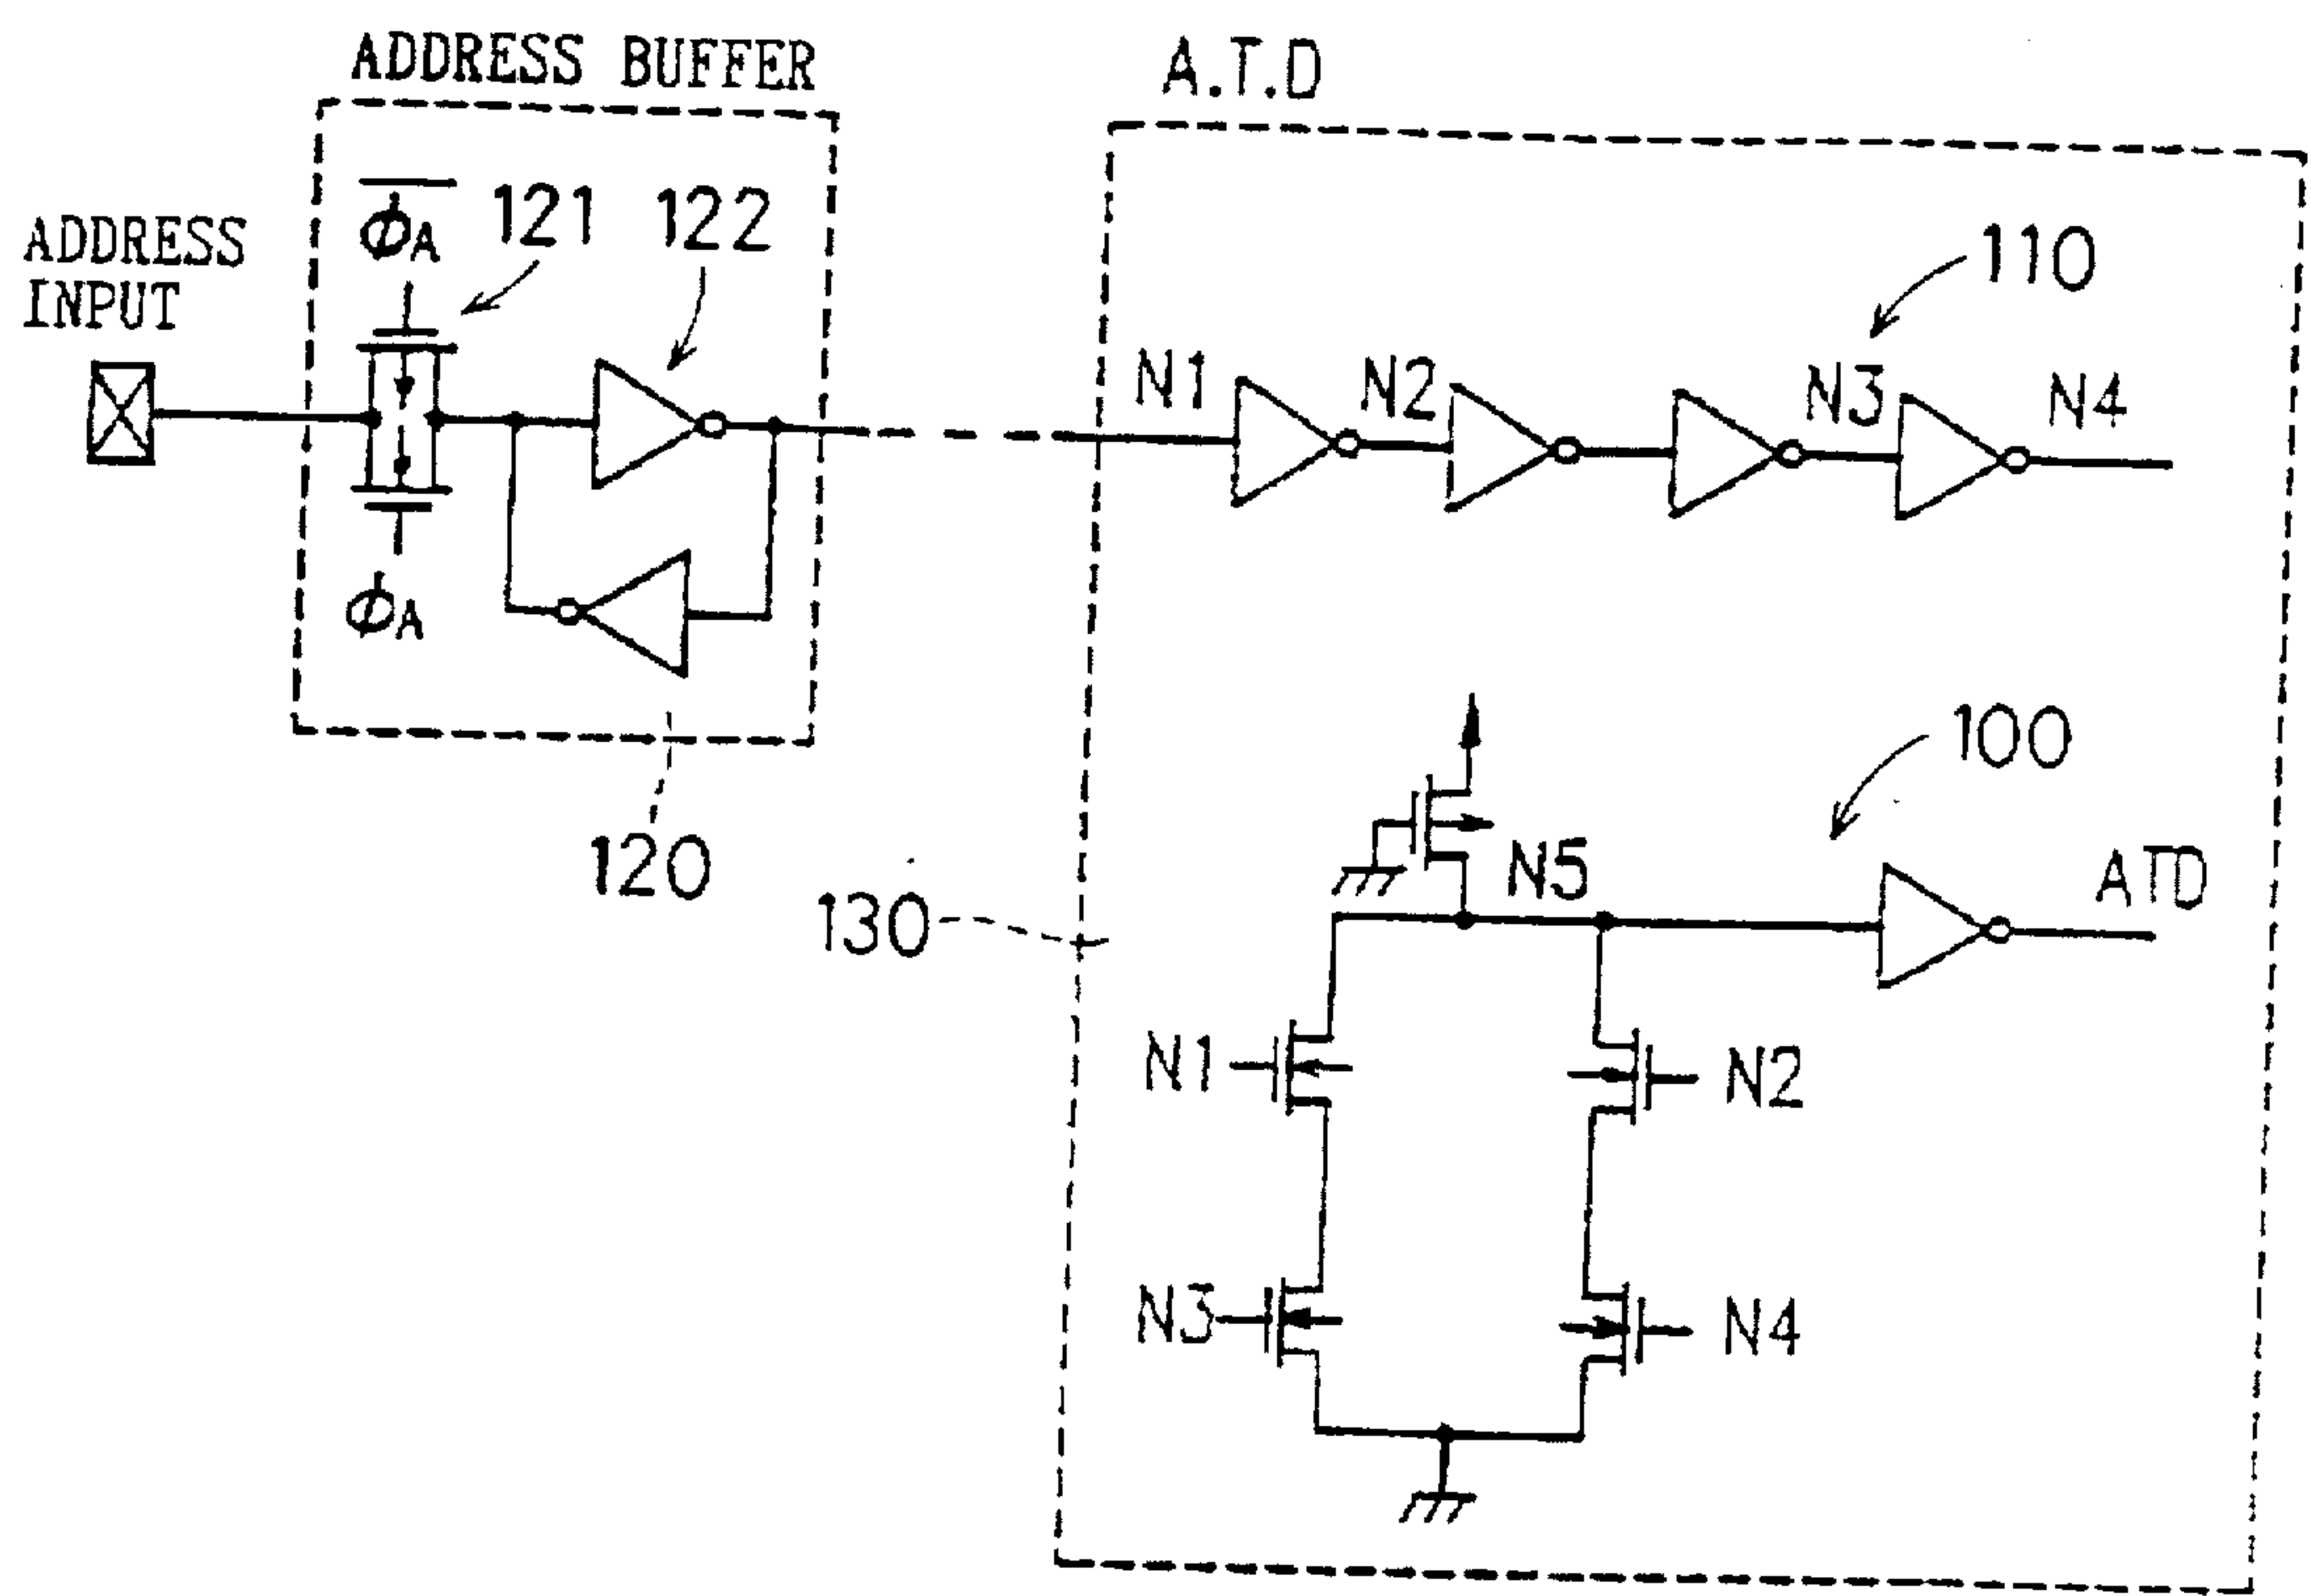 ADDRESS BUFFER
A.T.D
ADDRESS
INPUT
φA
121
122
110
N1
N2
N3
N4
φA
120
130
100
N5
ATD
N1
N2
N3
N4